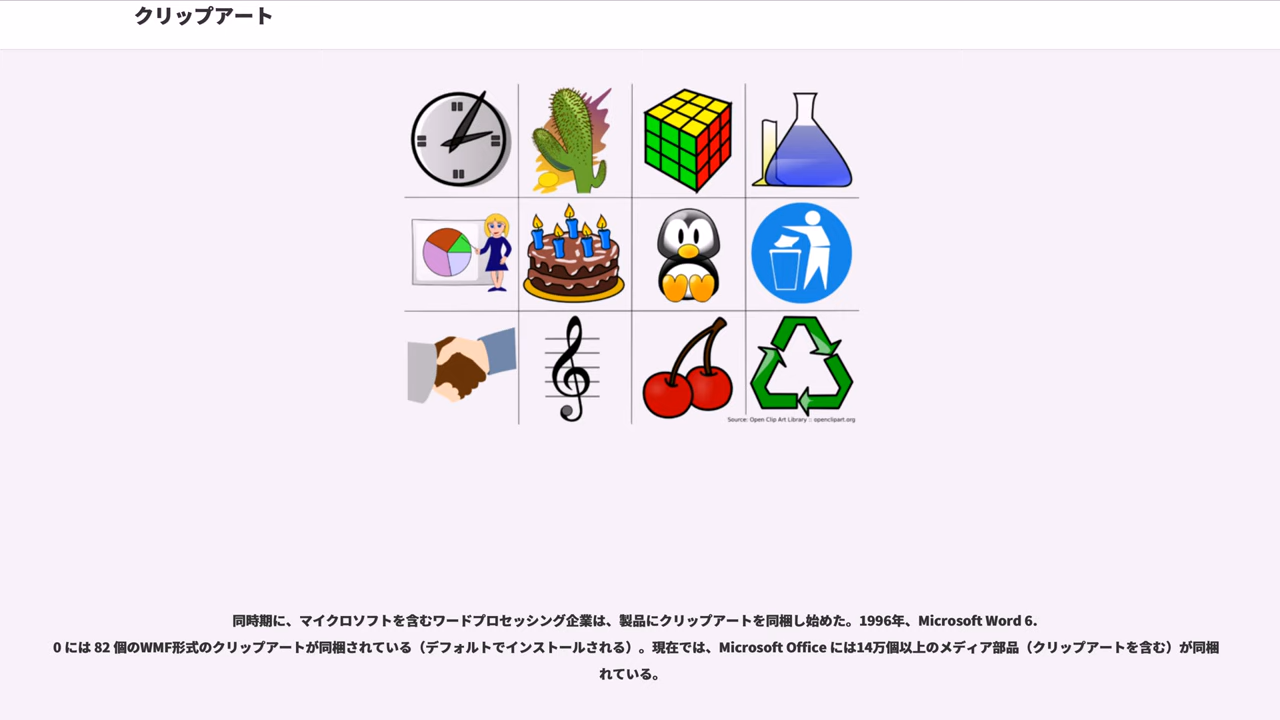 クリップアート
Source: Open Clip Art Library :: openclipart.org
同時期に、マイクロソフトを含むワードプロセッシング企業は、製品にクリップアートを同梱し始めた。1996年、Microsoft Word 6.
0 には 82 個のWMF形式のクリップアートが同梱されている（デフォルトでインストールされる）。現在では、Microsoft Office には14万個以上のメディア部品（クリップアートを含む）が同梱
れている。